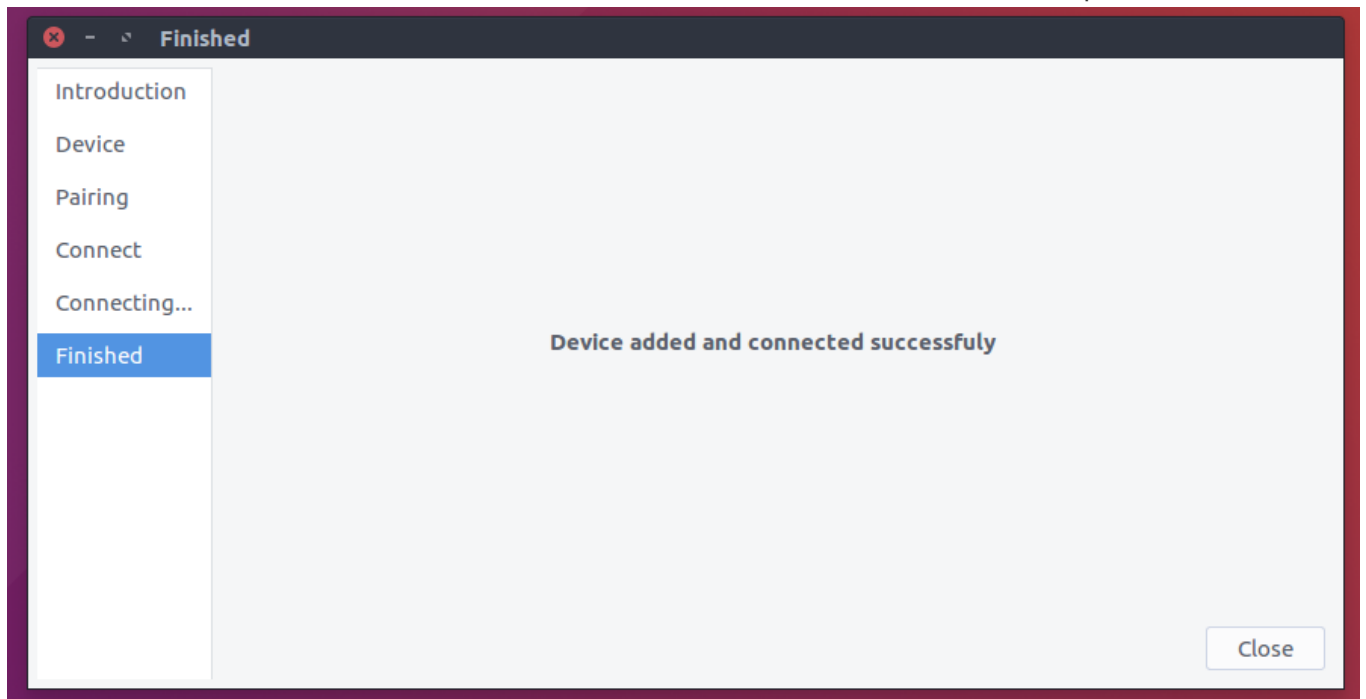 Finished
Introduction
Device
Pairing
Connect
Connecting...
Finished
Device added and connected successfuly
Close